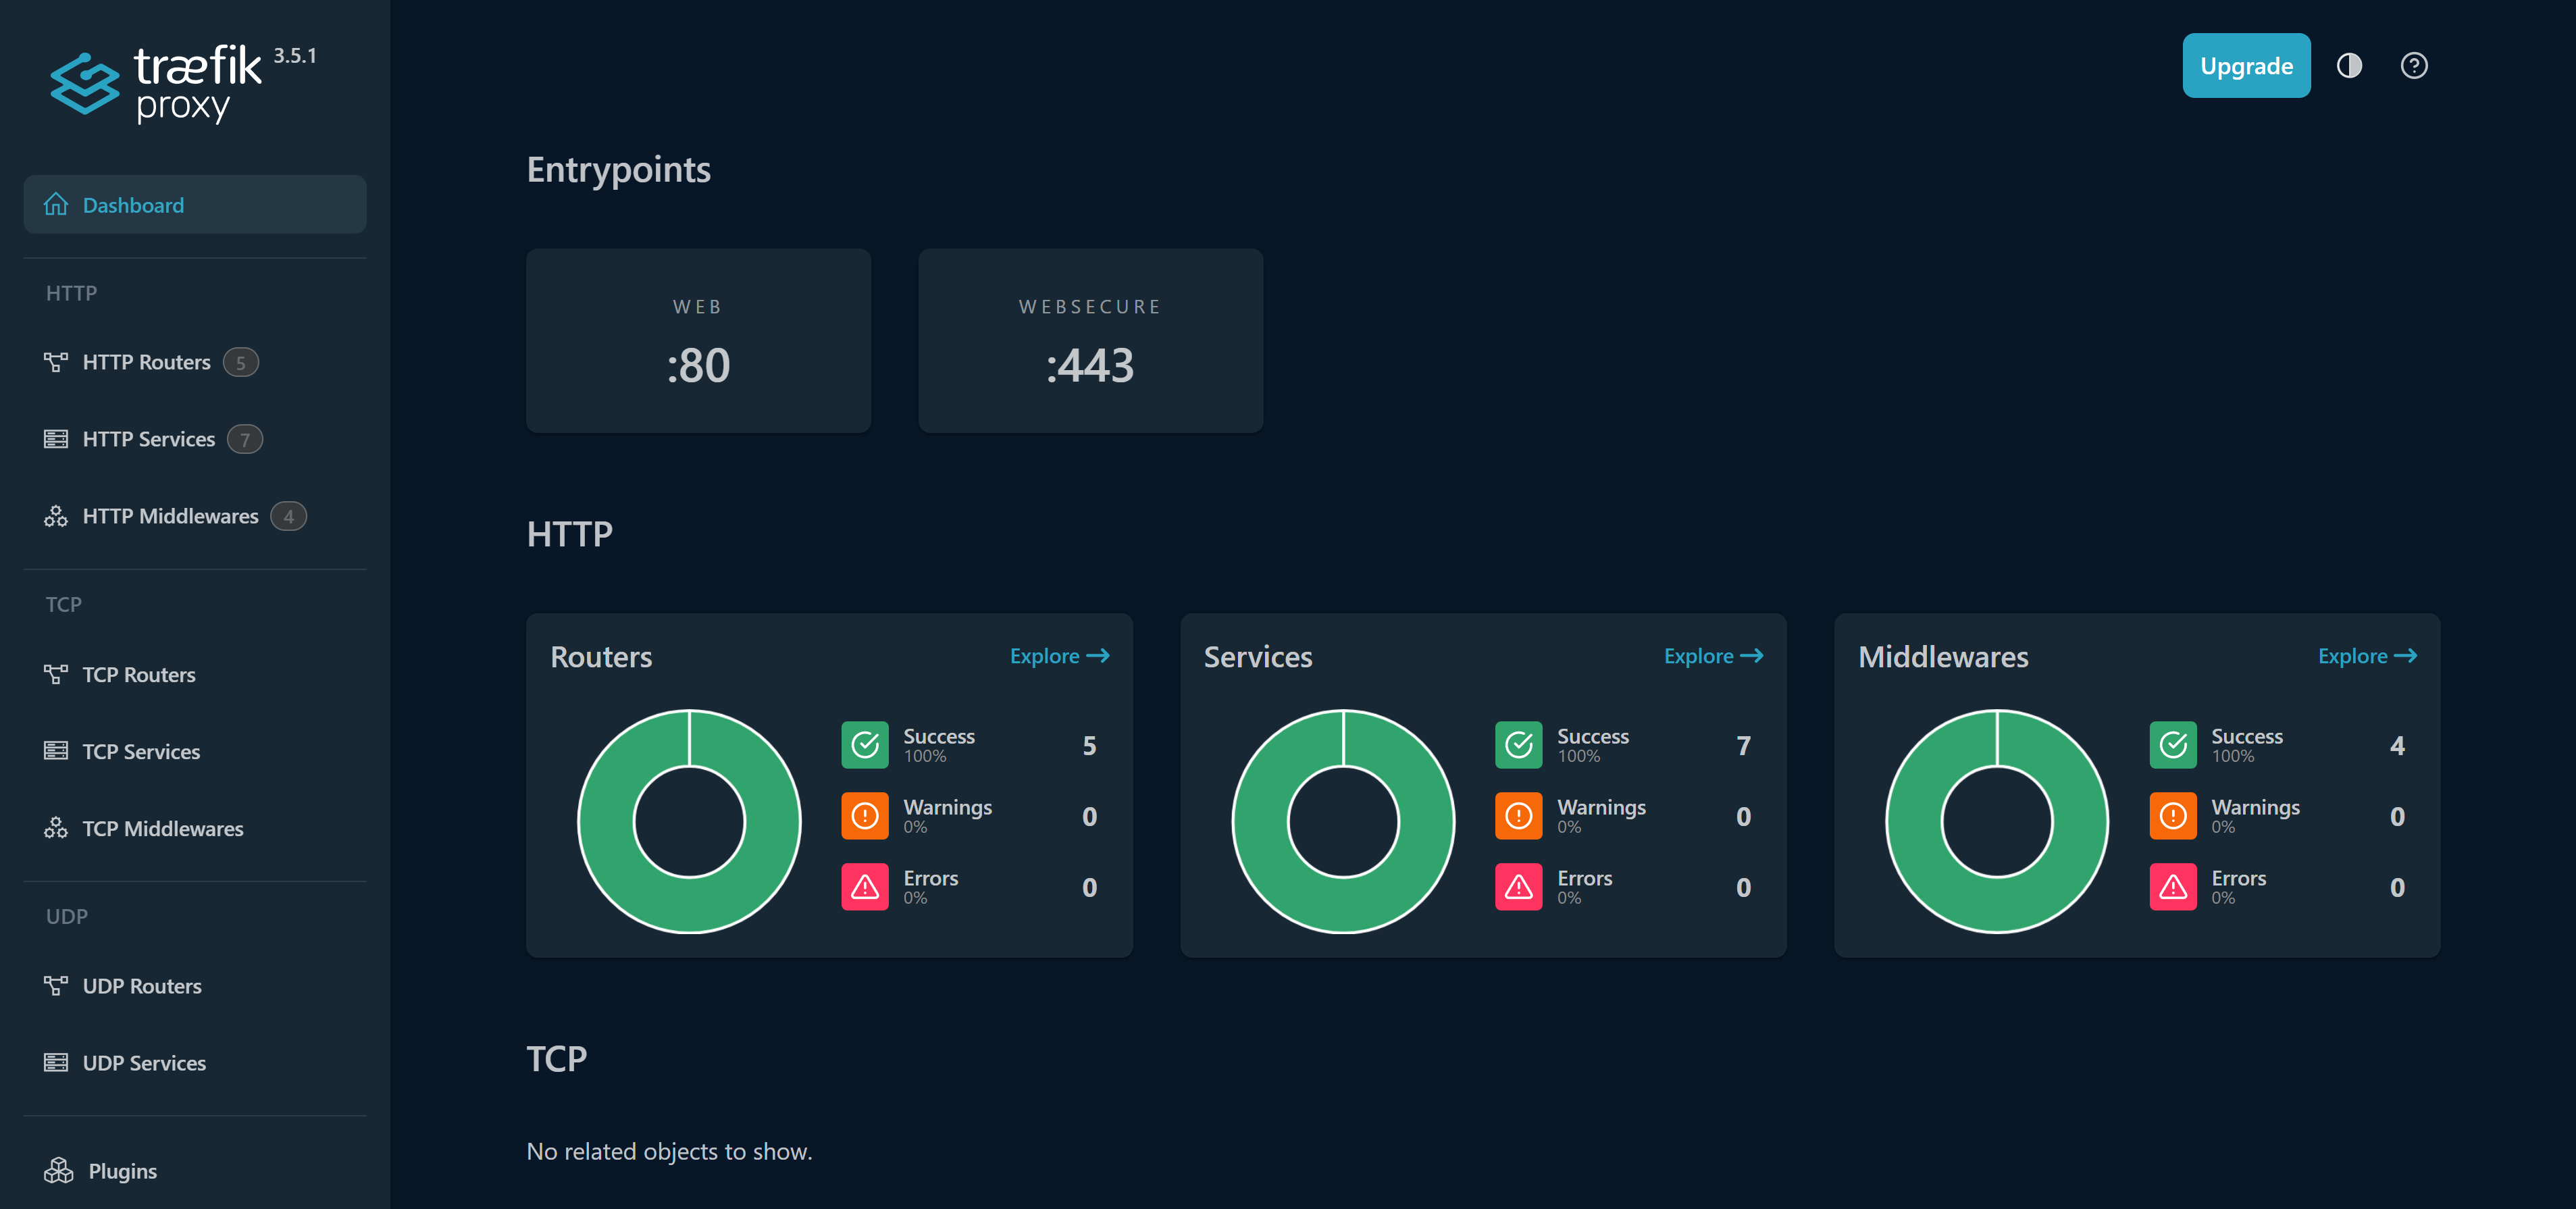 træfik 3.5.1
proxy
Dashboard
HTTP
HTTP Routers 5
HTTP Services 7
HTTP Middlewares 4
TCP
TCP Routers
TCP Services
TCP Middlewares
UDP
UDP Routers
UDP Services
Plugins
Upgrade
Entrypoints
WEB
:80
WEBSECURE
:443
HTTP
Routers
Explore
Success
100%
5
Warnings
0%
0
Errors
0%
0
Services
Explore
Success
100%
7
Warnings
0%
0
Errors
0%
0
Middlewares
Explore
Success
100%
4
Warnings
0%
0
Errors
0%
0
TCP
No related objects to show.